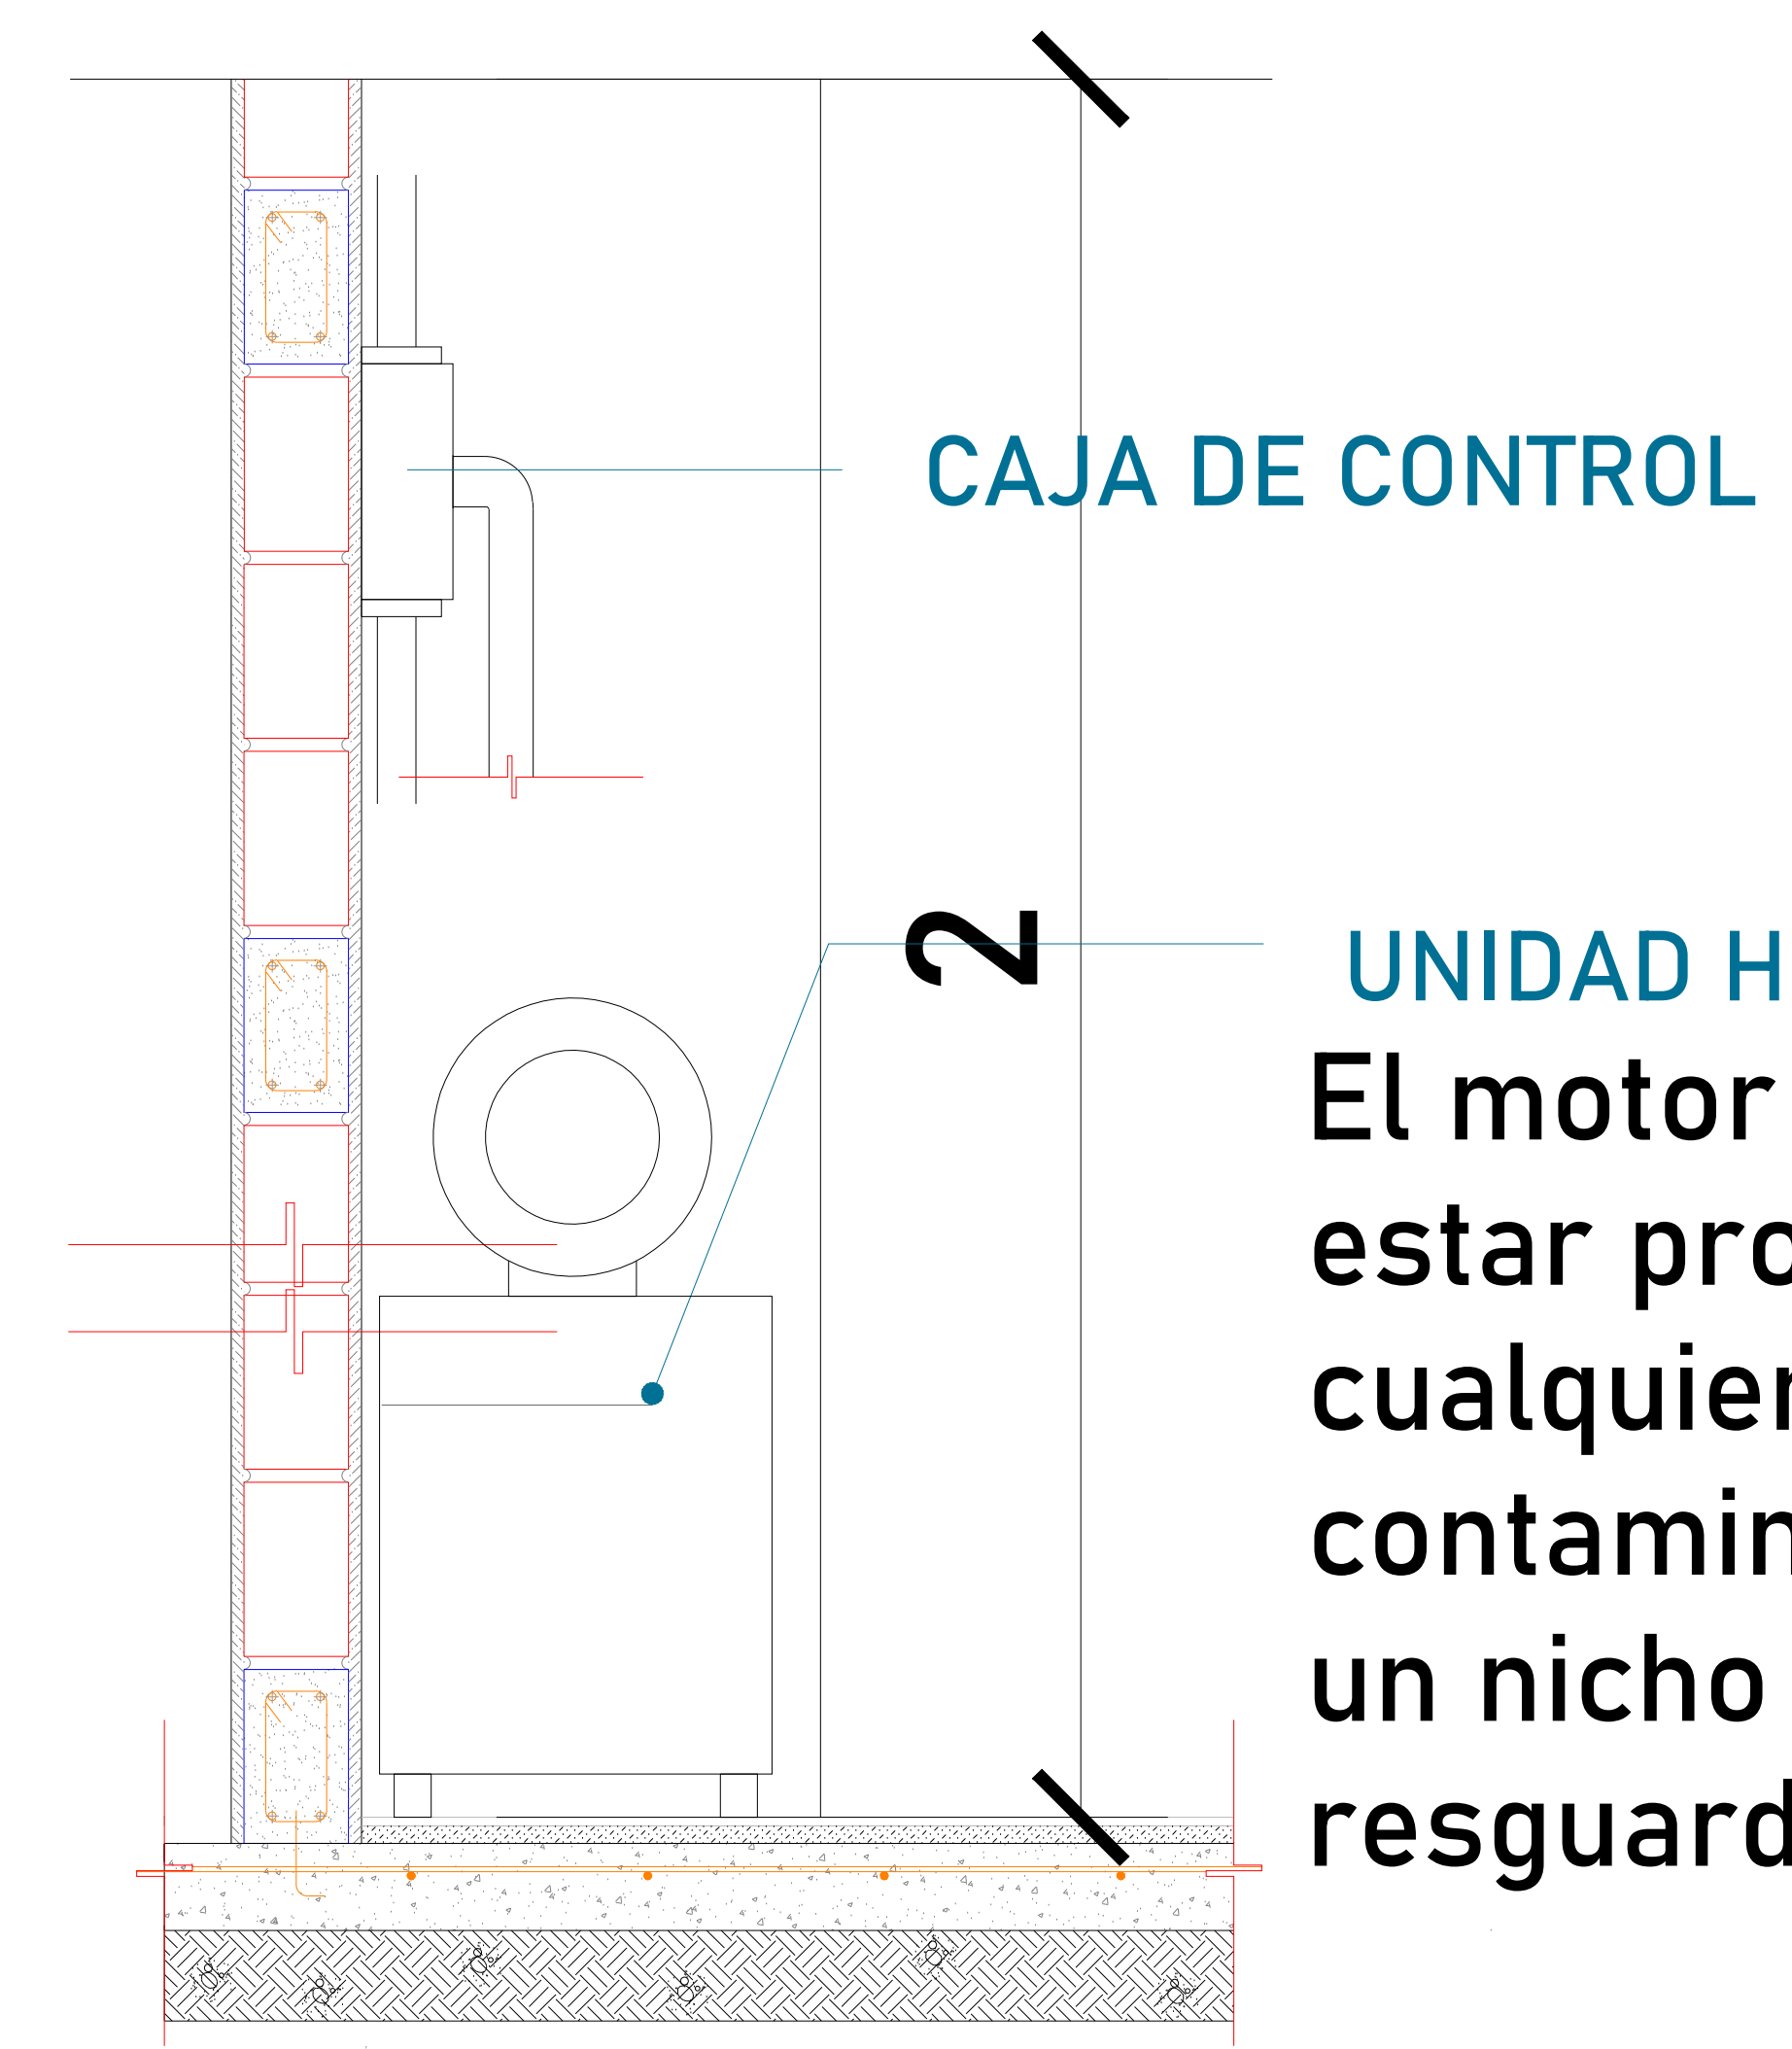 CAJA DE CONTROL
2
UNIDAD H
El motor
estar pro
cualquier
contamin
un nicho
resguard